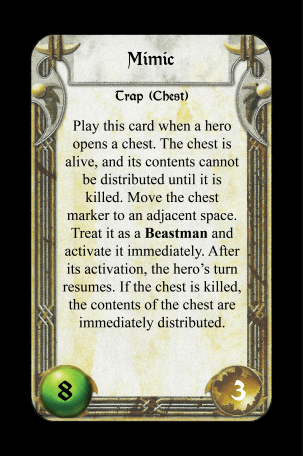 Mimic
Trap (Chest)
Play this card when a hero
opens a chest. The chest is
alive, and its contents cannot
be distributed until it is
killed. Move the chest
marker to an adjacent space.
Treat it as a Beastman and
activate it immediately. After
its activation, the hero's turn
resumes. If the chest is killed,
the contents of the chest are
immediately distributed.
8
3